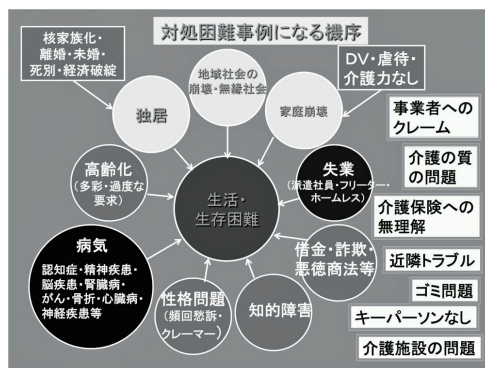 対処困難事例になる機序
核家族化・
離婚・未婚・
死別・経済破綻
地域社会の
崩壊・無縁社会
DV・虐待・
介護力なし
独居
家庭崩壊
高齢化
(多彩・過度な
要求)
生活・
生存困難
失業
(派遣社員・フリーター・
ホームレス)
病気
認知症・精神疾患・
脳疾患・腎臓病・
がん・骨折・心臓病・
神経疾患等
性格問題
(頻回愁訴・
クレーマー)
知的障害
借金・詐欺・
悪徳商法等
事業者への
クレーム
介護の質
の問題
介護保険への
無理解
近隣トラブル
ゴミ問題
キーパーソンなし
介護施設の問題